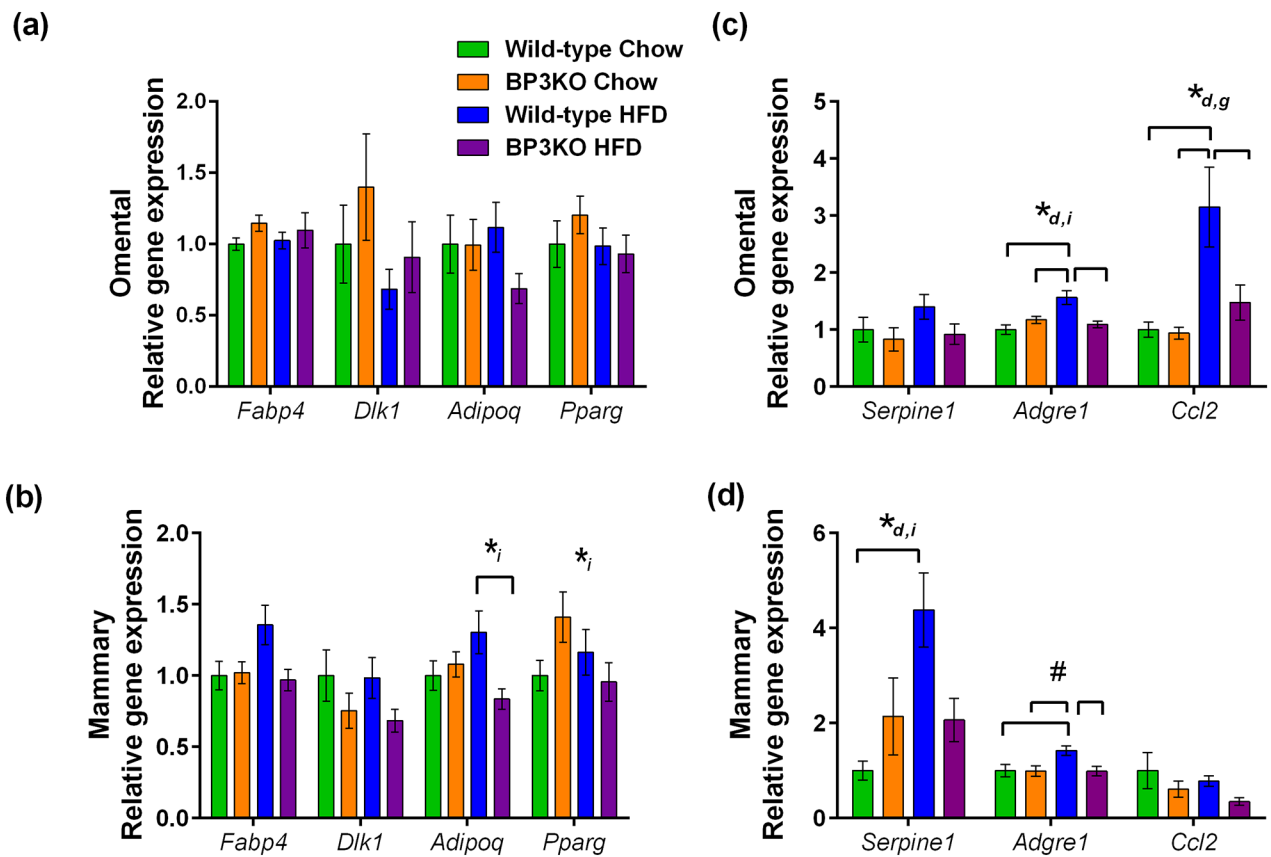 (a)
Wild-type Chow
BP3KO Chow
Wild-type HFD
BP3KO HFD
Omental
Relative gene expression
2.0
1.5
1.0
0.5
0.0
Fabp4 Dlk1 Adipoq Pparg
(c)
Omental
Relative gene expression
5
4
3
2
1
0
*d,i
*d,g
Serpine1 Adgre1 Ccl2
(b)
Mammary
Relative gene expression
2.0
1.5
1.0
0.5
0.0
*i
*i
Fabp4 Dlk1 Adipoq Pparg
(d)
Mammary
Relative gene expression
6
4
2
0
*d,i
#
Serpine1 Adgre1 Ccl2